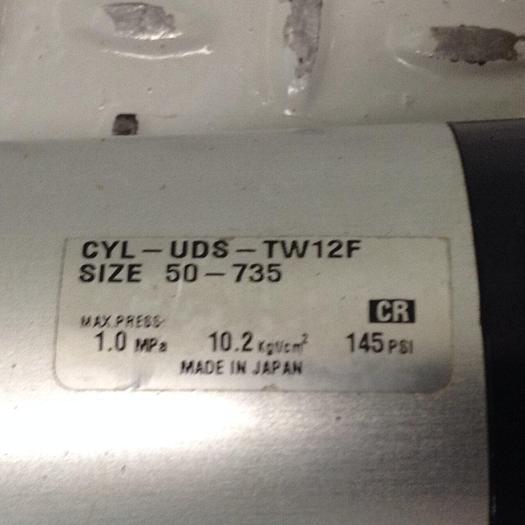 CYL-UDS-TW12F
SIZE 50-735
CR
MAX.PRESS.
1.0 MPa 10.2 Kgf/cm² 145 PSI
MADE IN JAPAN